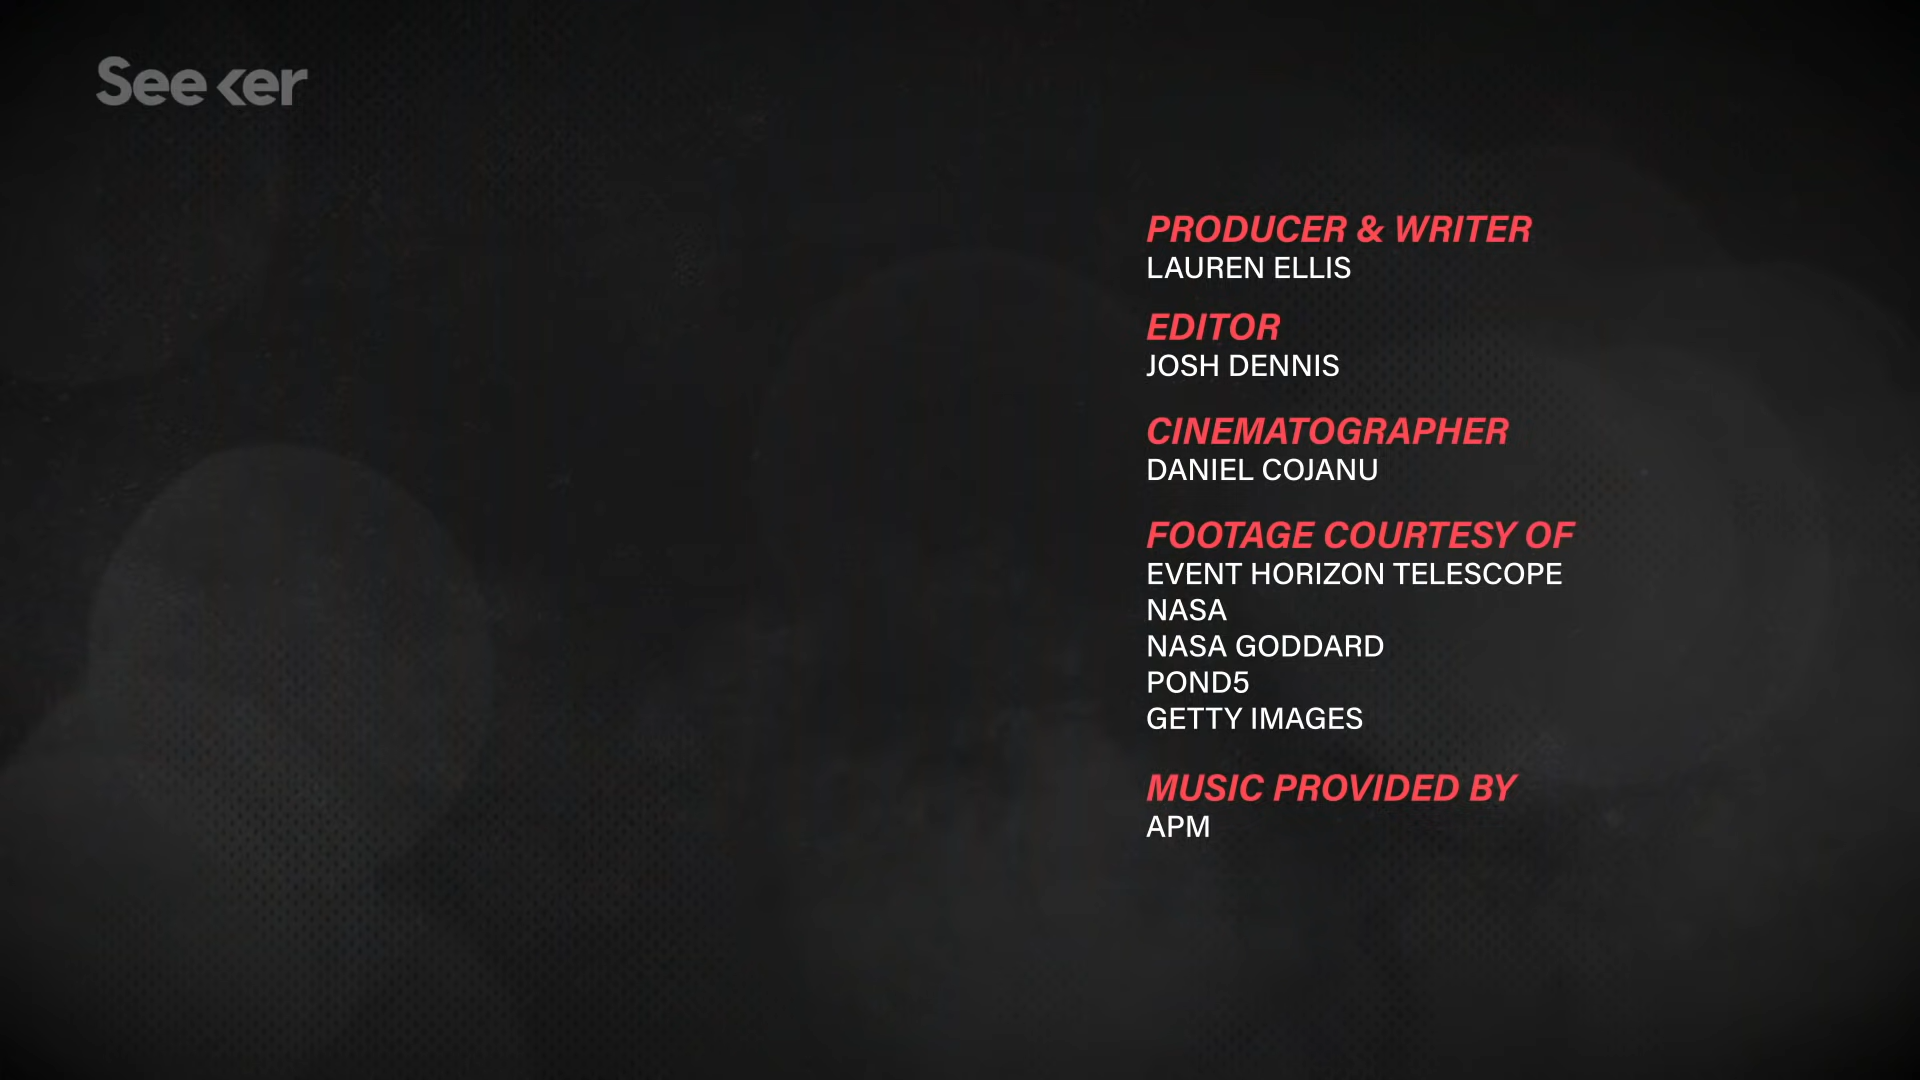 Seeker
PRODUCER & WRITER
LAUREN ELLIS
EDITOR
JOSH DENNIS
CINEMATOGRAPHER
DANIEL COJANU
FOOTAGE COURTESY OF
EVENT HORIZON TELESCOPE
NASA
NASA GODDARD
POND5
GETTY IMAGES
MUSIC PROVIDED BY
APM